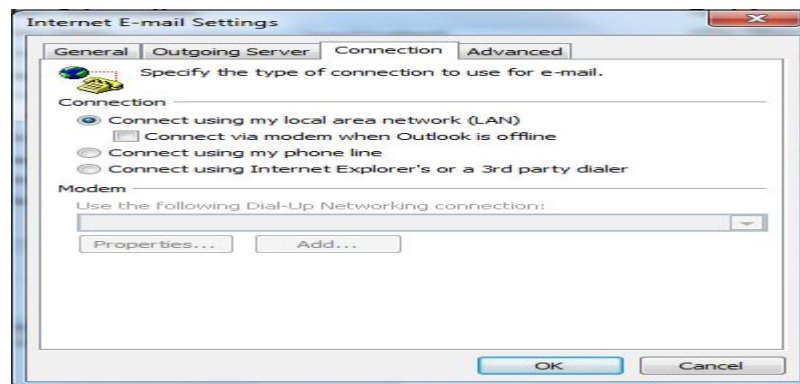 Internet E-mail Settings
General Outgoing Server Connection Advanced
Specify the type of connection to use for e-mail.
Connection
Connect using my local area network (LAN)
Connect via modem when Outlook is offline
Connect using my phone line
Connect using Internet Explorer's or a 3rd party dialer
Modem
Use the following Dial-Up Networking connection:
Properties... Add...
OK Cancel